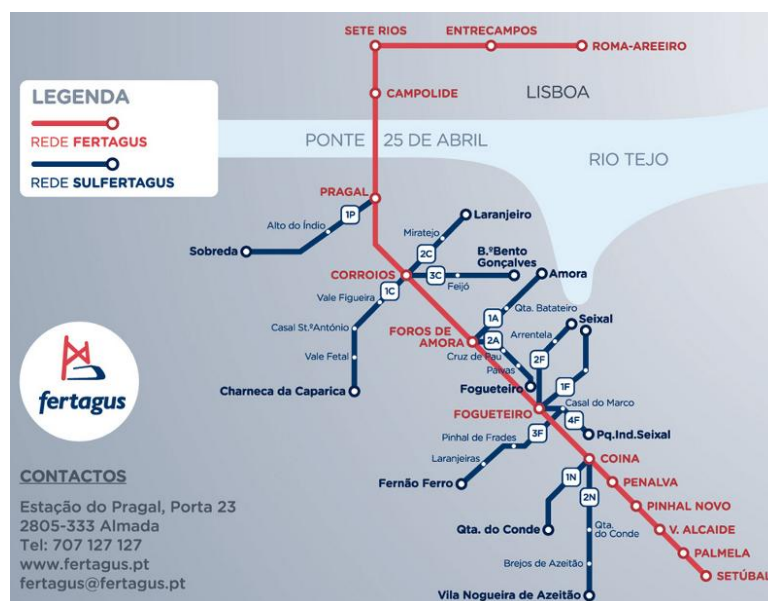 SETE RIOS
ENTRECAMPOS
ROMA-AREEIRO
LEGENDA
REDE FERTAGUS
REDE SULFERTAGUS
CAMPOLIDE
LISBOA
PONTE 25 DE ABRIL
RIO TEJO
PRAGAL
1P
Alto do Índio
Sobreda
Laranjeiro
Miratejo
2C
B.ºBento
Gonçalves
3C
Feijó
CORROIOS
1C
Vale Figueira
Casal St.ºAntónio
Vale Fetal
Charneca da Caparica
Amora
Qta. Batateiro
1A
FOROS DE
AMORA
2A
Cruz de Pau
Paivas
Fogueteiro
Seixal
Arrentela
2F
1F
FOGUETEIRO
Casal do Marco
4F
Pq.Ind.Seixal
3F
Pinhal de Frades
Laranjeiras
Fernão Ferro
COINA
1N
2N
PENALVA
PINHAL NOVO
V. ALCAIDE
PALMELA
SETÚBAL
Qta. do Conde
Qta.
do Conde
Brejos de Azeitão
Vila Nogueira de Azeitão
fertagus
CONTACTOS
Estação do Pragal, Porta 23
2805-333 Almada
Tel: 707 127 127
www.fertagus.pt
fertagus@fertagus.pt